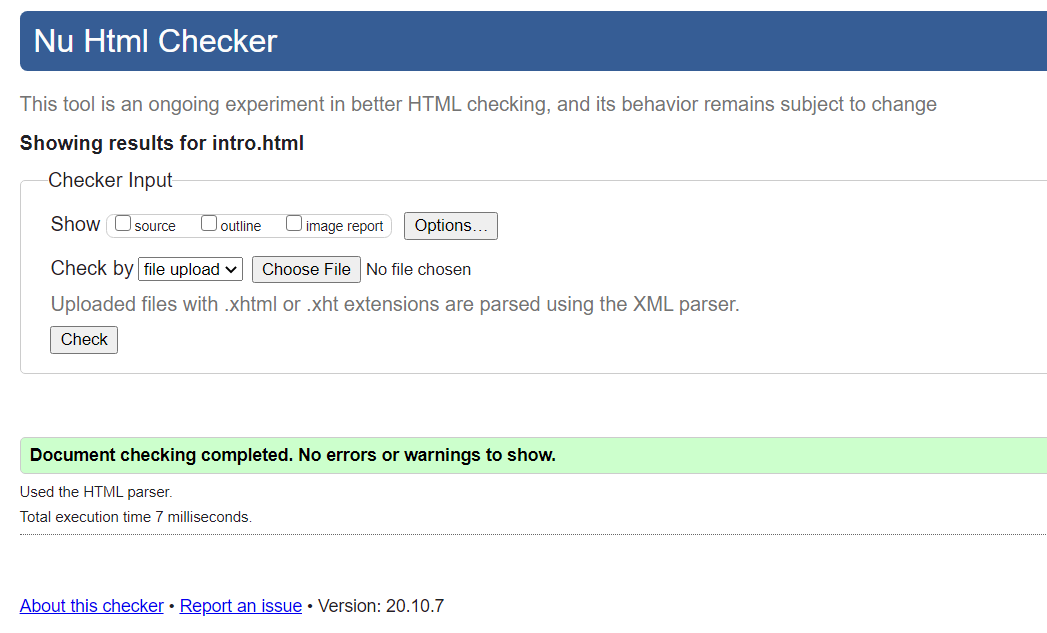 Nu Html Checker
This tool is an ongoing experiment in better HTML checking, and its behavior remains subject to change
Showing results for intro.html
Checker Input
Show source outline image report Options…
Check by file upload Choose File No file chosen
Uploaded files with .xhtml or .xht extensions are parsed using the XML parser.
Check
Document checking completed. No errors or warnings to show.
Used the HTML parser.
Total execution time 7 milliseconds.
About this checker • Report an issue • Version: 20.10.7